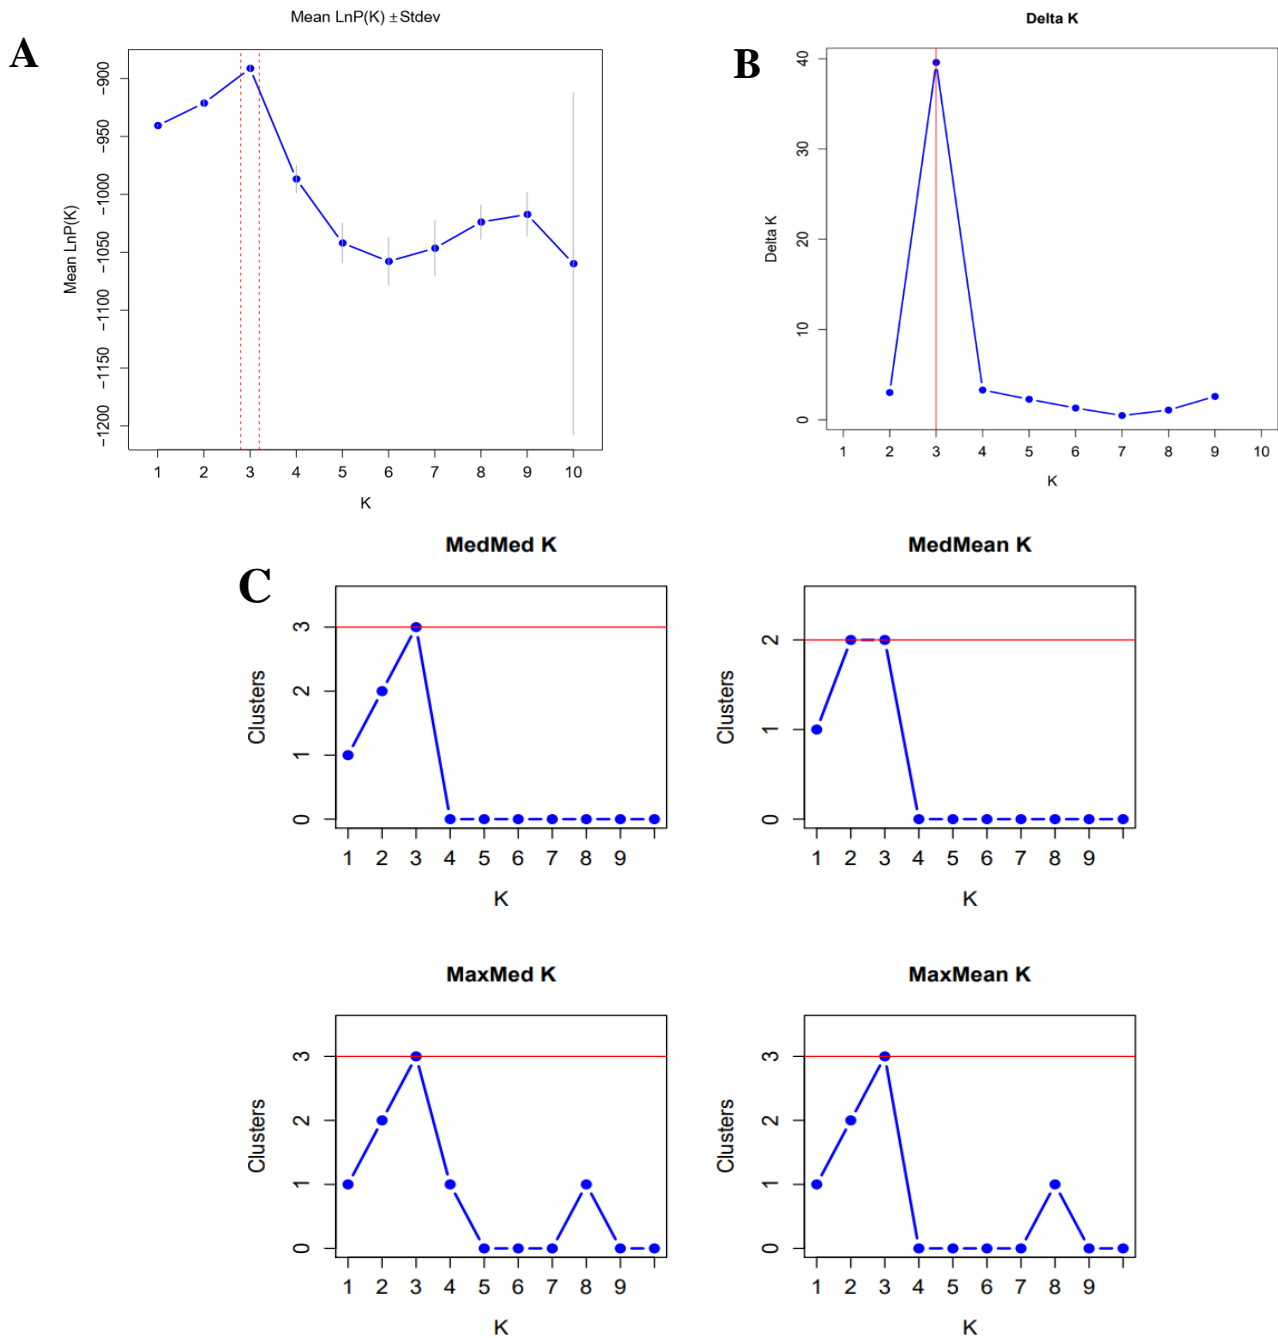 Mean LnP(K) ±Stdev
A
Mean LnP(K)
-900
-950
-1000
-1050
-1100
-1150
-1200
1 2 3 4 5 6 7 8 9 10
K
Delta K
B
Delta K
40
30
20
10
0
1 2 3 4 5 6 7 8 9 10
K
C
MedMed K
Clusters
3
2
1
0
1 2 3 4 5 6 7 8 9
K
MedMean K
Clusters
2
1
0
1 2 3 4 5 6 7 8 9
K
MaxMed K
Clusters
3
2
1
0
1 2 3 4 5 6 7 8 9
K
MaxMean K
Clusters
3
2
1
0
1 2 3 4 5 6 7 8 9
K